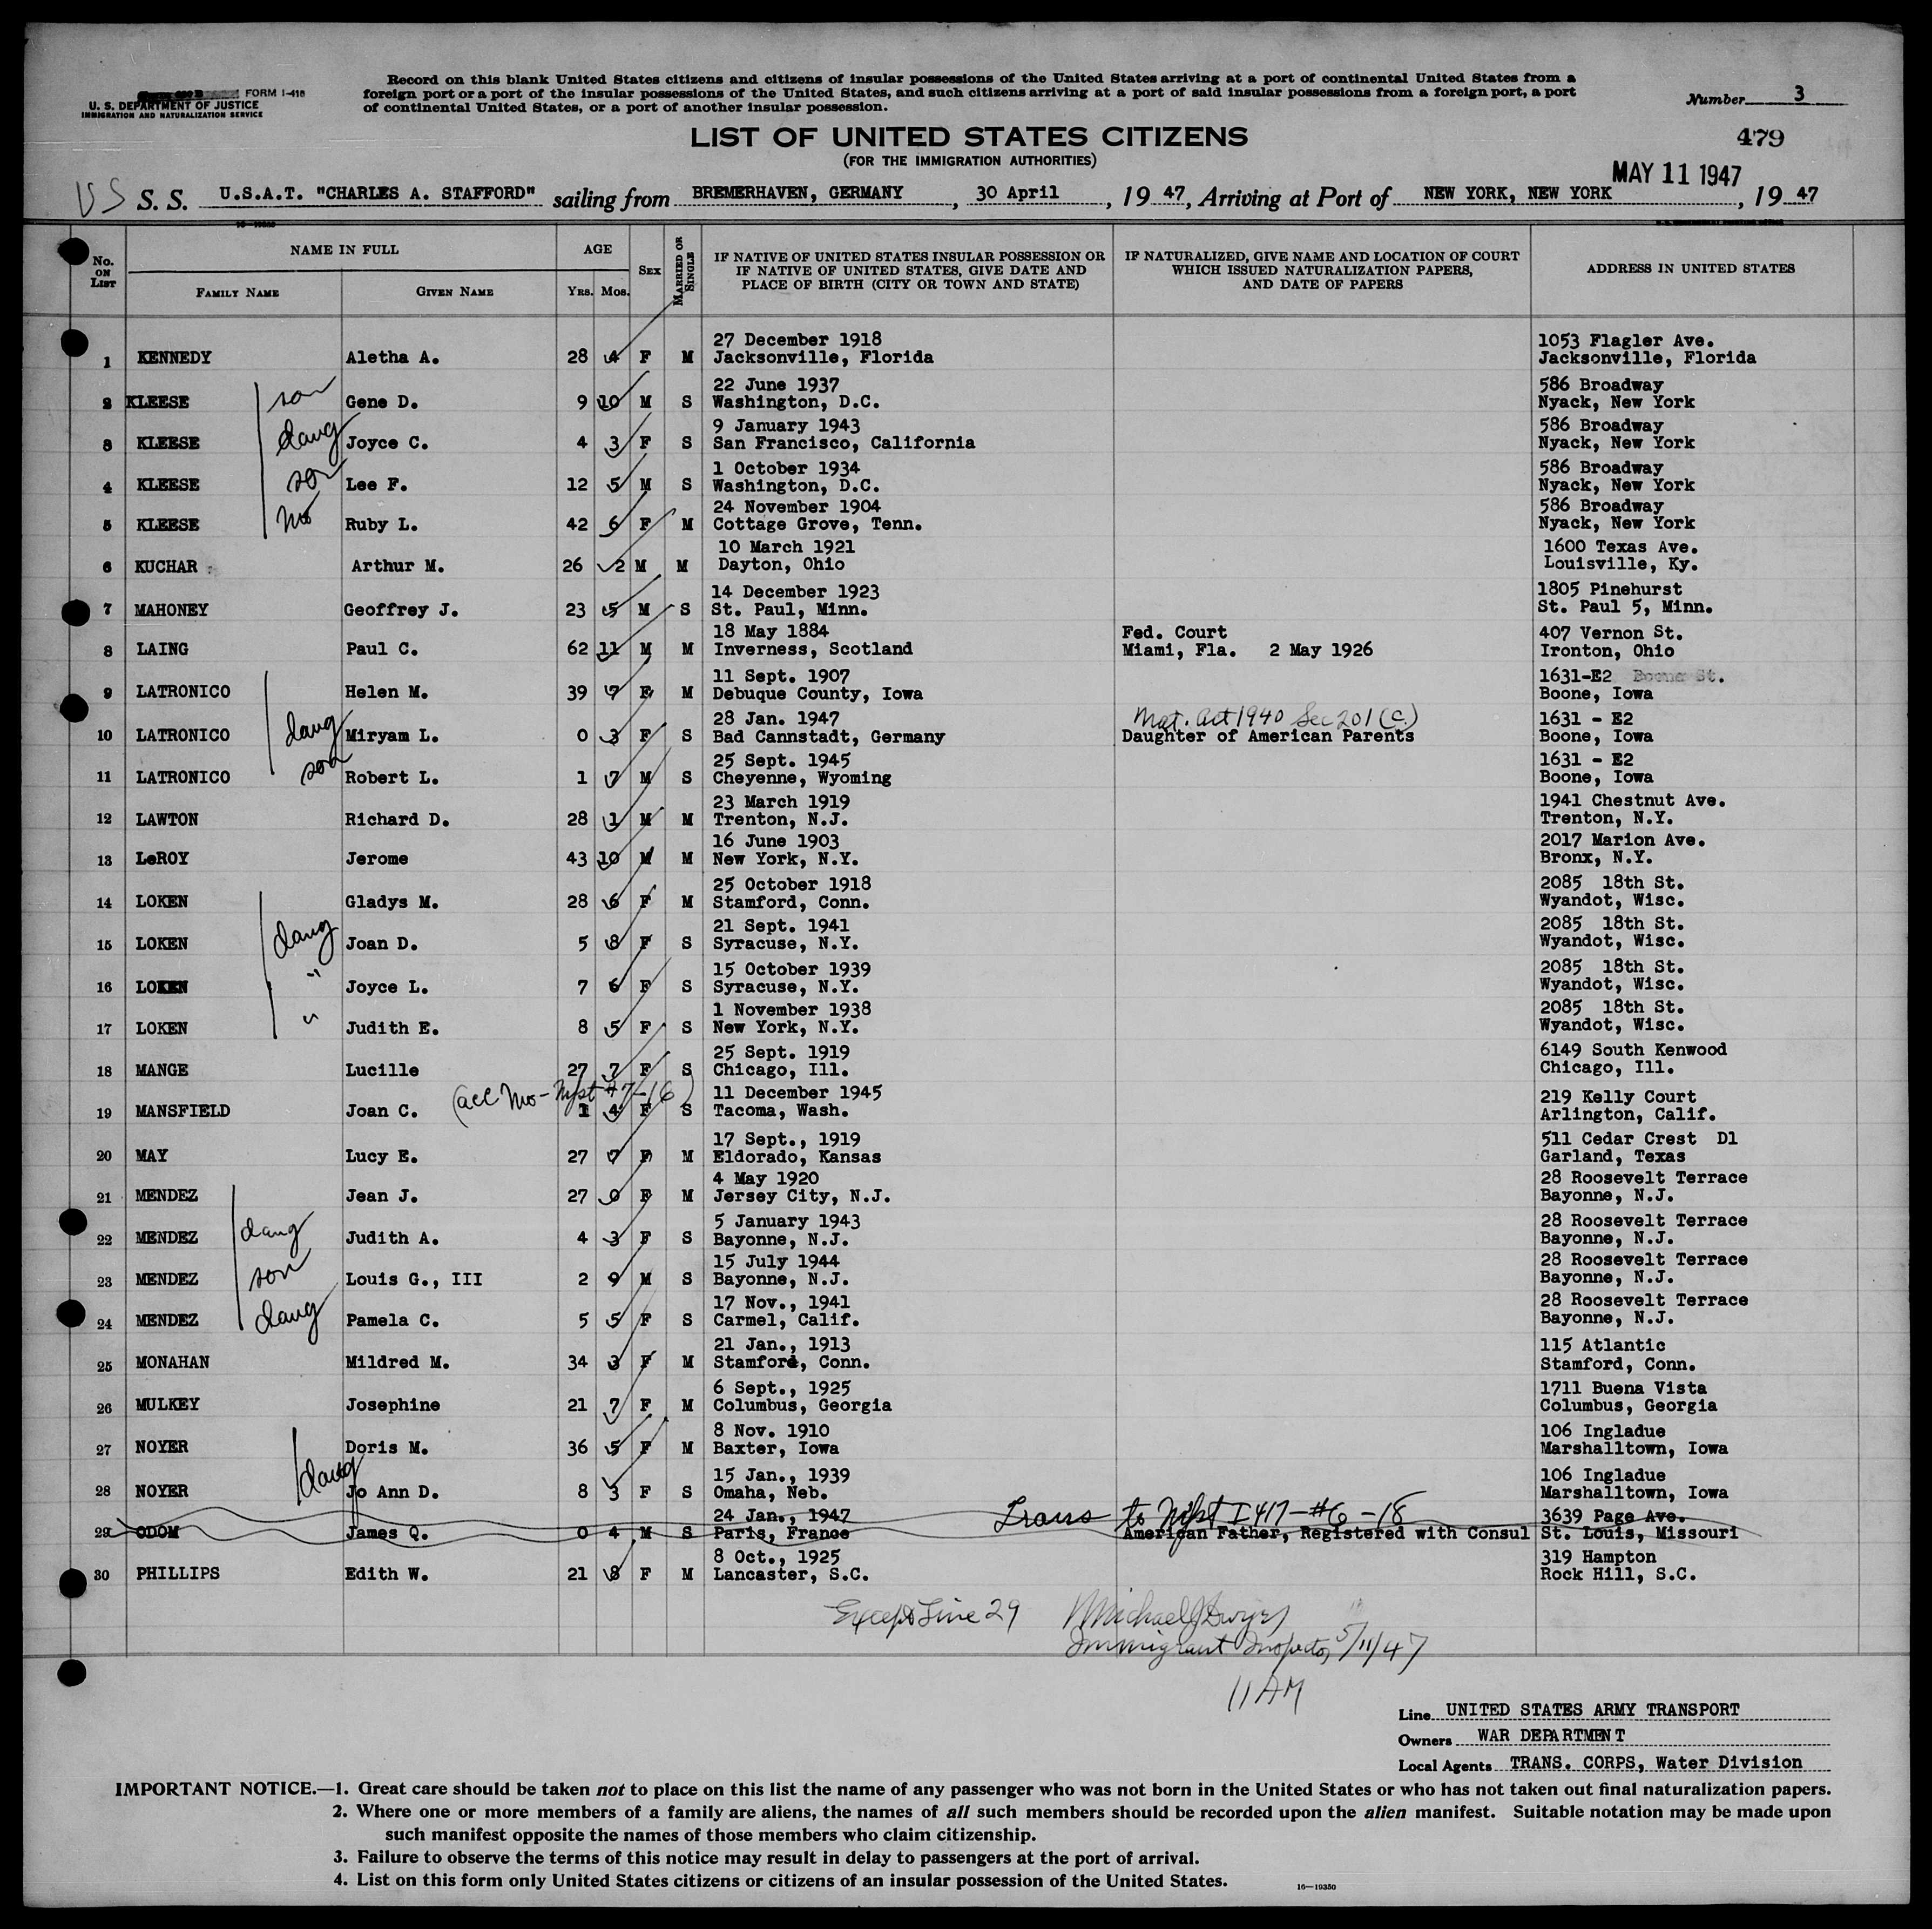 FORM I-418
U. S. DEPARTMENT OF JUSTICE
IMMIGRATION AND NATURALIZATION SERVICE
Record on this blank United States citizens and citizens of insular possessions of the United States arriving at a port of continental United States from a
foreign port or a port of the insular possessions of the United States, and such citizens arriving at a port of said insular possessions from a foreign port, a port
of continental United States, or a port of another insular possession.
Number 3
LIST OF UNITED STATES CITIZENS
479
(FOR THE IMMIGRATION AUTHORITIES)
MAY 11 1947
US S. S. U.S.A.T. "CHARLES A. STAFFORD" sailing from BREMERHAVEN, GERMANY, 30 April, 1947, Arriving at Port of NEW YORK, NEW YORK, 1947
No. ON LIST
NAME IN FULL
FAMILY NAME GIVEN NAME
AGE
YRS. MOS.
SEX
MARRIED OR SINGLE
IF NATIVE OF UNITED STATES INSULAR POSSESSION OR
IF NATIVE OF UNITED STATES, GIVE DATE AND
PLACE OF BIRTH (CITY OR TOWN AND STATE)
IF NATURALIZED, GIVE NAME AND LOCATION OF COURT
WHICH ISSUED NATURALIZATION PAPERS,
AND DATE OF PAPERS
ADDRESS IN UNITED STATES
27 December 1918 1053 Flagler Ave.
1 KENNEDY Aletha A. 28 4 F M Jacksonville, Florida Jacksonville, Florida
22 June 1937 586 Broadway
2 KLEESE son Gene D. 9 10 M S Washington, D.C. Nyack, New York
9 January 1943 586 Broadway
3 KLEESE daug Joyce C. 4 3 F S San Francisco, California Nyack, New York
1 October 1934 586 Broadway
4 KLEESE son Lee F. 12 5 M S Washington, D.C. Nyack, New York
24 November 1904 586 Broadway
5 KLEESE mo Ruby L. 42 6 F M Cottage Grove, Tenn. Nyack, New York
10 March 1921 1600 Texas Ave.
6 KUCHAR Arthur M. 26 2 M M Dayton, Ohio Louisville, Ky.
14 December 1923 1805 Pinehurst
7 MAHONEY Geoffrey J. 23 5 M S St. Paul, Minn. St. Paul 5, Minn.
18 May 1884 Fed. Court 407 Vernon St.
8 LAING Paul C. 62 11 M M Inverness, Scotland Miami, Fla. 2 May 1926 Ironton, Ohio
11 Sept. 1907 1631-E2 Boone St.
9 LATRONICO Helen M. 39 7 F M Debuque County, Iowa Boone, Iowa
28 Jan. 1947 Nat. Act 1940 Sec 201 (c.) 1631 - E2
10 LATRONICO daug Miryam L. 0 3 F S Bad Cannstadt, Germany Daughter of American Parents Boone, Iowa
25 Sept. 1945 1631 - E2
11 LATRONICO son Robert L. 1 7 M S Cheyenne, Wyoming Boone, Iowa
23 March 1919 1941 Chestnut Ave.
12 LAWTON Richard D. 28 1 M M Trenton, N.J. Trenton, N.Y.
16 June 1903 2017 Marion Ave.
13 LeROY Jerome 43 10 M M New York, N.Y. Bronx, N.Y.
25 October 1918 2085 18th St.
14 LOKEN Gladys M. 28 6 F M Stamford, Conn. Wyandot, Wisc.
21 Sept. 1941 2085 18th St.
15 LOKEN daug Joan D. 5 8 F S Syracuse, N.Y. Wyandot, Wisc.
15 October 1939 2085 18th St.
16 LOKEN " Joyce L. 7 6 F S Syracuse, N.Y. Wyandot, Wisc.
1 November 1938 2085 18th St.
17 LOKEN " Judith E. 8 5 F S New York, N.Y. Wyandot, Wisc.
25 Sept. 1919 6149 South Kenwood
18 MANGE Lucille 27 7 F S Chicago, Ill. Chicago, Ill.
(acc Mo - Nfst #7-16) 11 December 1945 219 Kelly Court
19 MANSFIELD Joan C. 1 4 F S Tacoma, Wash. Arlington, Calif.
17 Sept., 1919 511 Cedar Crest Dl
20 MAY Lucy E. 27 7 F M Eldorado, Kansas Garland, Texas
4 May 1920 28 Roosevelt Terrace
21 MENDEZ Jean J. 27 0 F M Jersey City, N.J. Bayonne, N.J.
5 January 1943 28 Roosevelt Terrace
22 MENDEZ daug Judith A. 4 3 F S Bayonne, N.J. Bayonne, N.J.
15 July 1944 28 Roosevelt Terrace
23 MENDEZ son Louis G., III 2 9 M S Bayonne, N.J. Bayonne, N.J.
17 Nov., 1941 28 Roosevelt Terrace
24 MENDEZ daug Pamela C. 5 5 F S Carmel, Calif. Bayonne, N.J.
21 Jan., 1913 115 Atlantic
25 MONAHAN Mildred M. 34 3 F M Stamford, Conn. Stamford, Conn.
6 Sept., 1925 1711 Buena Vista
26 MULKEY Josephine 21 7 F M Columbus, Georgia Columbus, Georgia
8 Nov. 1910 106 Ingladue
27 NOYER Doris M. 36 5 F M Baxter, Iowa Marshalltown, Iowa
15 Jan., 1939 106 Ingladue
28 NOYER daug Jo Ann D. 8 3 F S Omaha, Neb. Marshalltown, Iowa
24 Jan., 1947 Trans to Nfst I 417-#6-18 3639 Page Ave.
29 ODOM James Q. 0 4 M S Paris, France American Father, Registered with Consul St. Louis, Missouri
8 Oct., 1925 319 Hampton
30 PHILLIPS Edith W. 21 8 F M Lancaster, S.C. Rock Hill, S.C.
Except Line 29 Michael J Dwyer
Immigrant Inspector 5/11/47
11 AM
Line UNITED STATES ARMY TRANSPORT
Owners WAR DEPARTMENT
Local Agents TRANS. CORPS, Water Division
IMPORTANT NOTICE.—1. Great care should be taken not to place on this list the name of any passenger who was not born in the United States or who has not taken out final naturalization papers.
2. Where one or more members of a family are aliens, the names of all such members should be recorded upon the alien manifest. Suitable notation may be made upon
such manifest opposite the names of those members who claim citizenship.
3. Failure to observe the terms of this notice may result in delay to passengers at the port of arrival.
4. List on this form only United States citizens or citizens of an insular possession of the United States.
16—19350